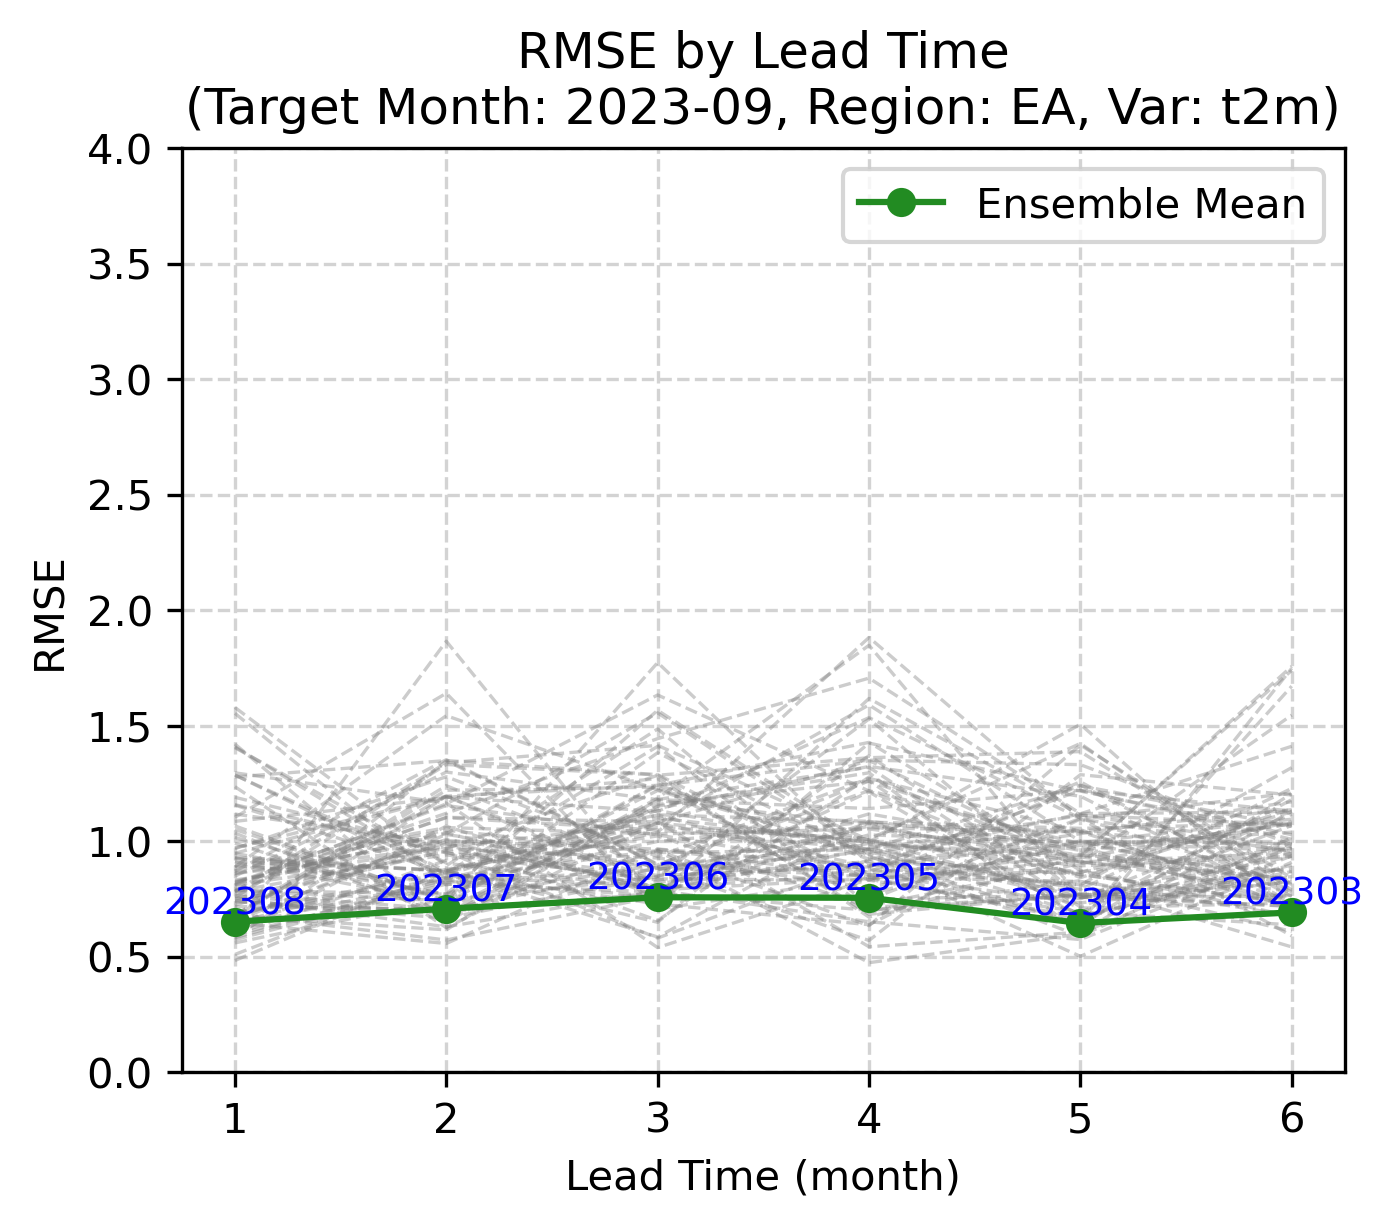 RMSE by Lead Time
(Target Month: 2023-09, Region: EA, Var: t2m)
4.0
3.5
3.0
2.5
2.0
1.5
1.0
0.5
0.0
RMSE
Ensemble Mean
202308
202307
202306
202305
202304
202303
1 2 3 4 5 6
Lead Time (month)